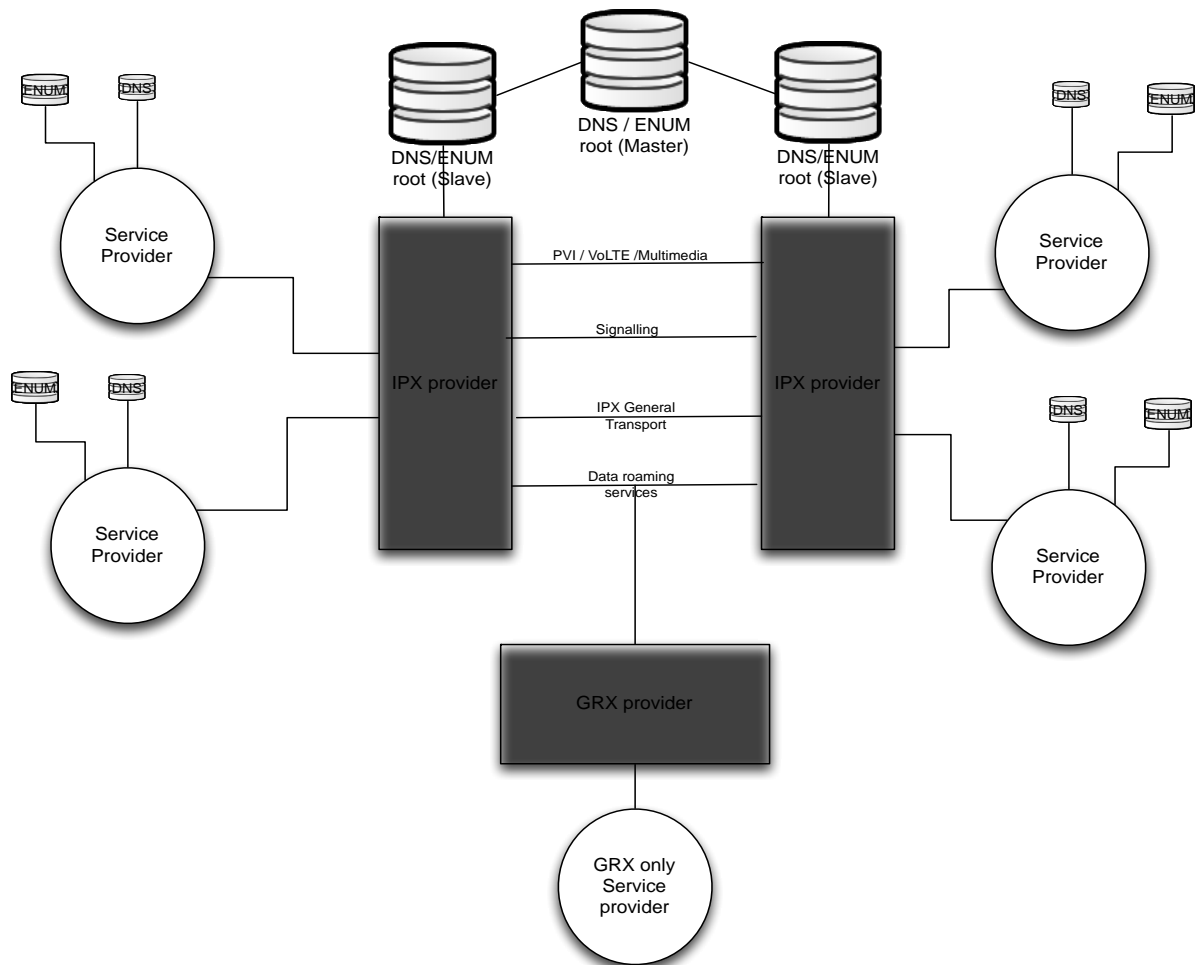 DNS / ENUM
root (Master)
DNS/ENUM
root (Slave)
DNS/ENUM
root (Slave)
ENUM
DNS
DNS
ENUM
Service
Provider
Service
Provider
PVI / VoLTE /Multimedia
Signalling
IPX provider
IPX provider
ENUM
DNS
DNS
ENUM
IPX General
Transport
Data roaming
services
Service
Provider
Service
Provider
GRX provider
GRX only
Service
provider